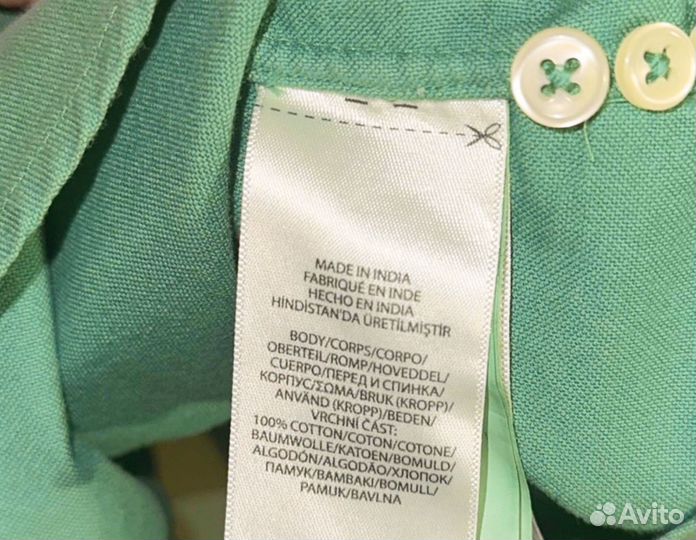 MADE IN INDIA
FABRIQUÉ EN INDE
HECHO EN INDIA
HİNDİSTAN'DA ÜRETİLMİŞTİR
BODY/CORPS/CORPO/
OBERTEIL/ROMP/HOVEDDEL/
CUERPO/ПЕРЕД И СПИНКА/
КОРПУС/ΣΩΜΑ/BRUK (KROPP)/
ANVÄND (KROPP)/BEDEN/
VRCHNÍ ČÁST:
100% COTTON/COTON/COTONE/
BAUMWOLLE/KATOEN/BOMULD/
ALGODÓN/ALGODÃO/ХЛОПОК/
ПАМУК/ΒΑΜΒΑΚΙ/BOMULL/
PAMUK/BAVLNA
Avito